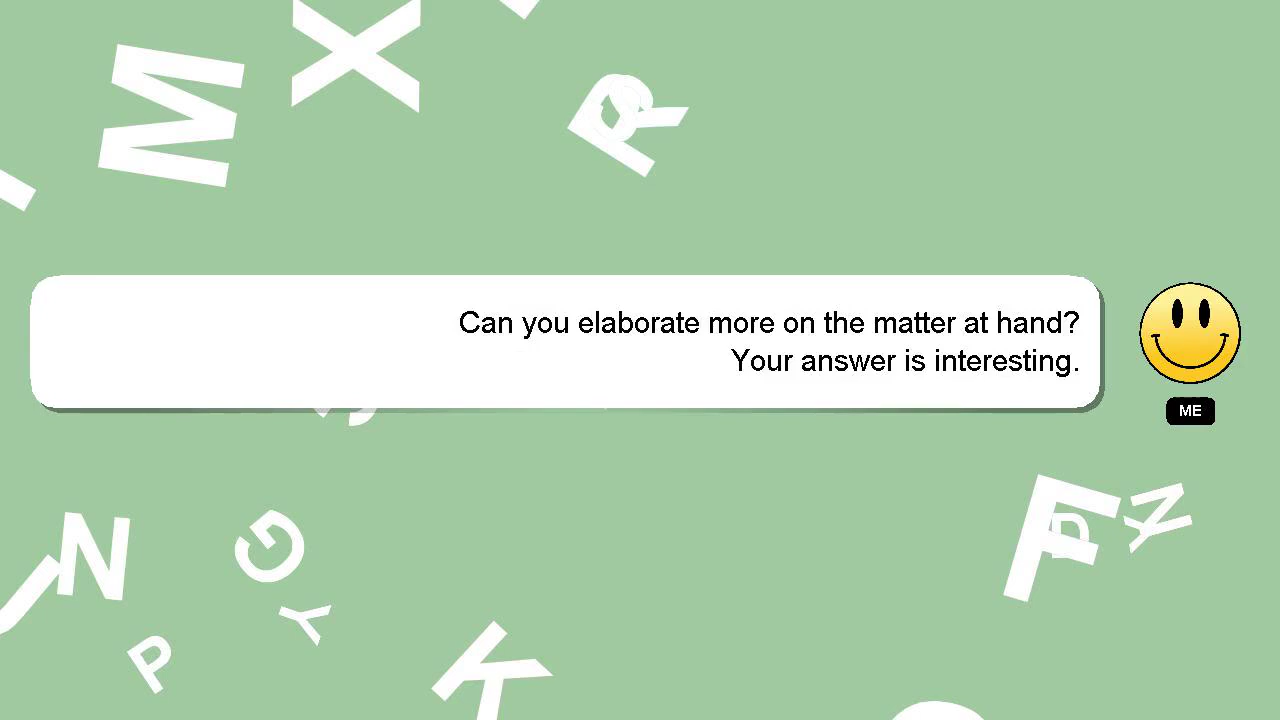 M
X
R
Can you elaborate more on the matter at hand?
Your answer is interesting.
ME
N
G
Y
P
K
F
D
Z
Y